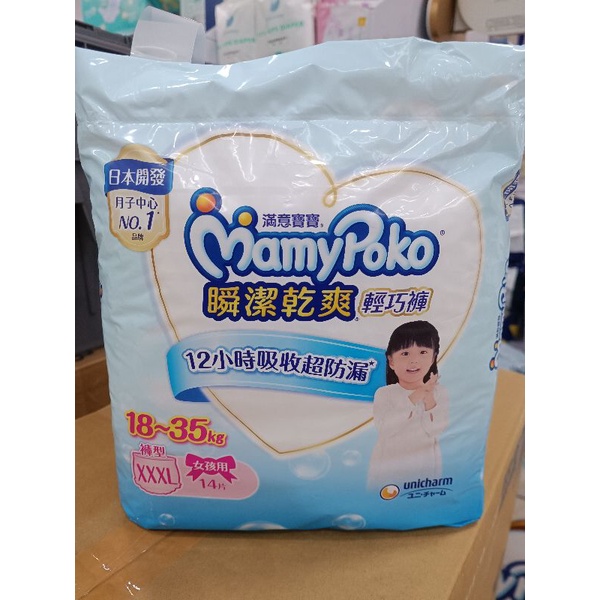 日本開發
月子中心
NO.1*
品牌
滿意寶寶®
MamyPoko®
瞬潔乾爽 輕巧褲
12小時吸收超防漏*
18~35kg
褲型
XXXL
女孩用
14片
unicharm
ユニ・チャーム